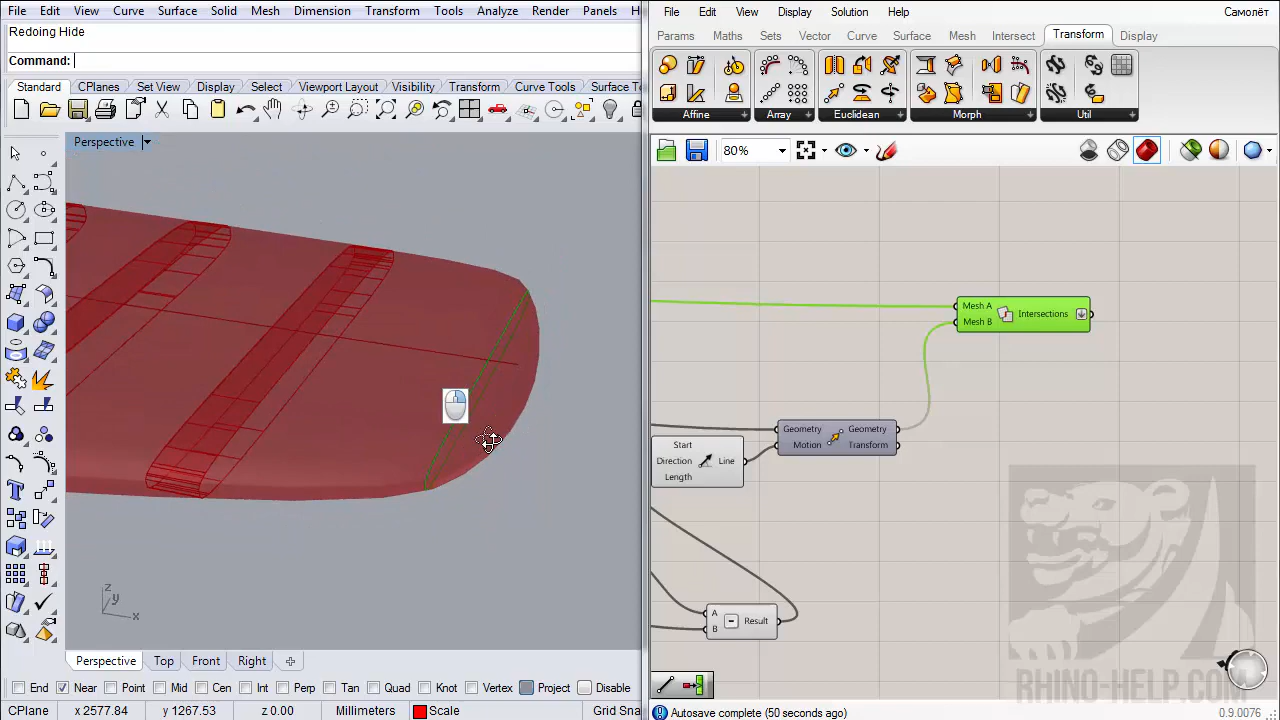 File Edit View Curve Surface Solid Mesh Dimension Transform Tools Analyze Render Panels
Redoing Hide
Command:
Standard CPlanes Set View Display Select Viewport Layout Visibility Transform Curve Tools Surface To
Perspective
z
y
x
Perspective Top Front Right
End Near Point Mid Cen Int Perp Tan Quad Knot Vertex Project Disable
CPlane x 2577.84 y 1267.53 z 0.00 Millimeters Scale Grid Sna
File Edit View Display Solution Help Самолёт
Params Maths Sets Vector Curve Surface Mesh Intersect Transform Display
Affine Array Euclidean Morph Util
80%
Mesh A
Mesh B
Intersections
Geometry
Motion
Geometry
Transform
Start
Direction
Length
Line
A
B
Result
RHINO-HELP.COM
Autosave complete (50 seconds ago) 0.9.0076